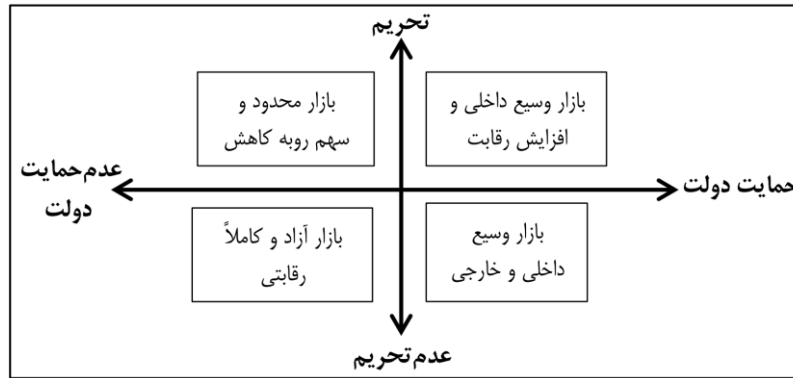 تحریم
بازار وسیع داخلی و
افزایش رقابت
بازار محدود و
سهم روبه کاهش
حمایت دولت
عدم‌حمایت
دولت
بازار وسیع
داخلی و خارجی
بازار آزاد و کاملاً
رقابتی
عدم‌تحریم